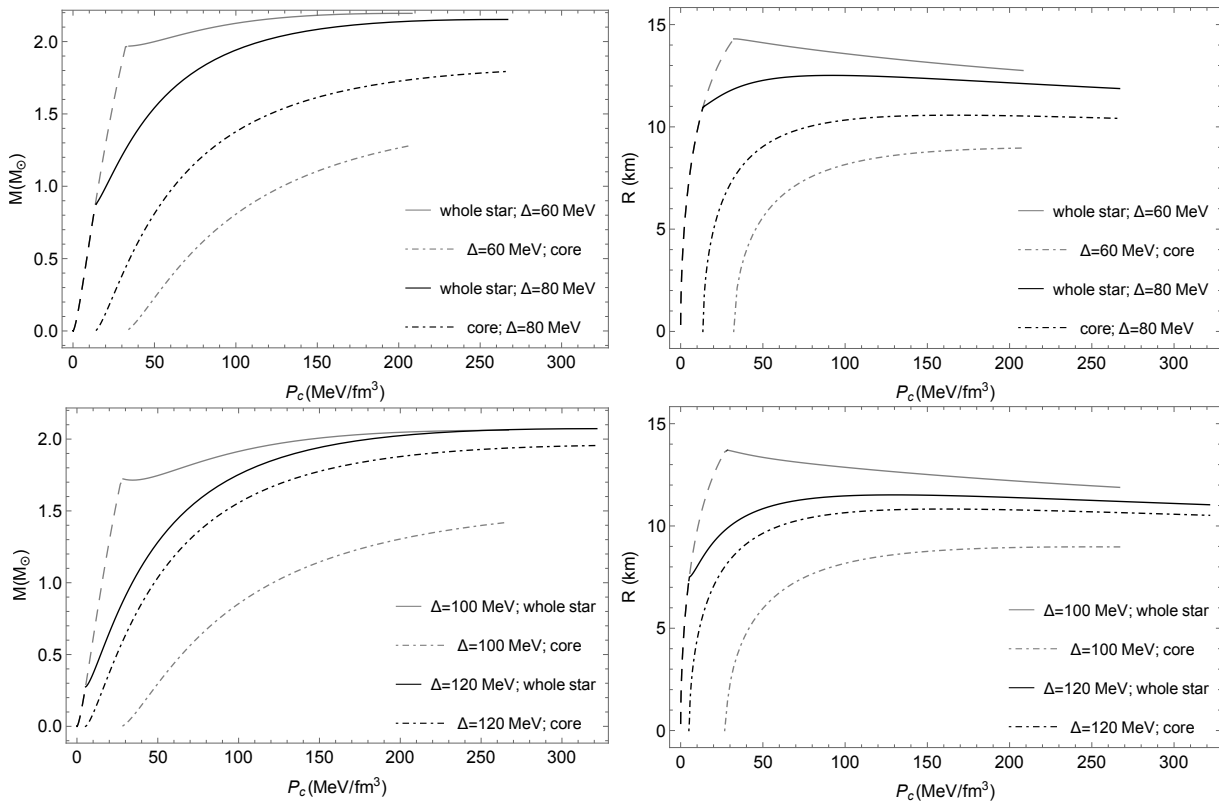 M(M⊙)
2.0
1.5
1.0
0.5
0.0
whole star; Δ=60 MeV
Δ=60 MeV; core
whole star; Δ=80 MeV
core; Δ=80 MeV
0 50 100 150 200 250 300
Pc(MeV/fm³)
R (km)
15
10
5
0
whole star; Δ=60 MeV
Δ=60 MeV; core
whole star; Δ=80 MeV
core; Δ=80 MeV
0 50 100 150 200 250 300
Pc(MeV/fm³)
M(M⊙)
2.0
1.5
1.0
0.5
0.0
Δ=100 MeV; whole star
Δ=100 MeV; core
Δ=120 MeV; whole star
Δ=120 MeV; core
0 50 100 150 200 250 300
Pc(MeV/fm³)
R (km)
15
10
5
0
Δ=100 MeV; whole star
Δ=100 MeV; core
Δ=120 MeV; whole star
Δ=120 MeV; core
0 50 100 150 200 250 300
Pc(MeV/fm³)